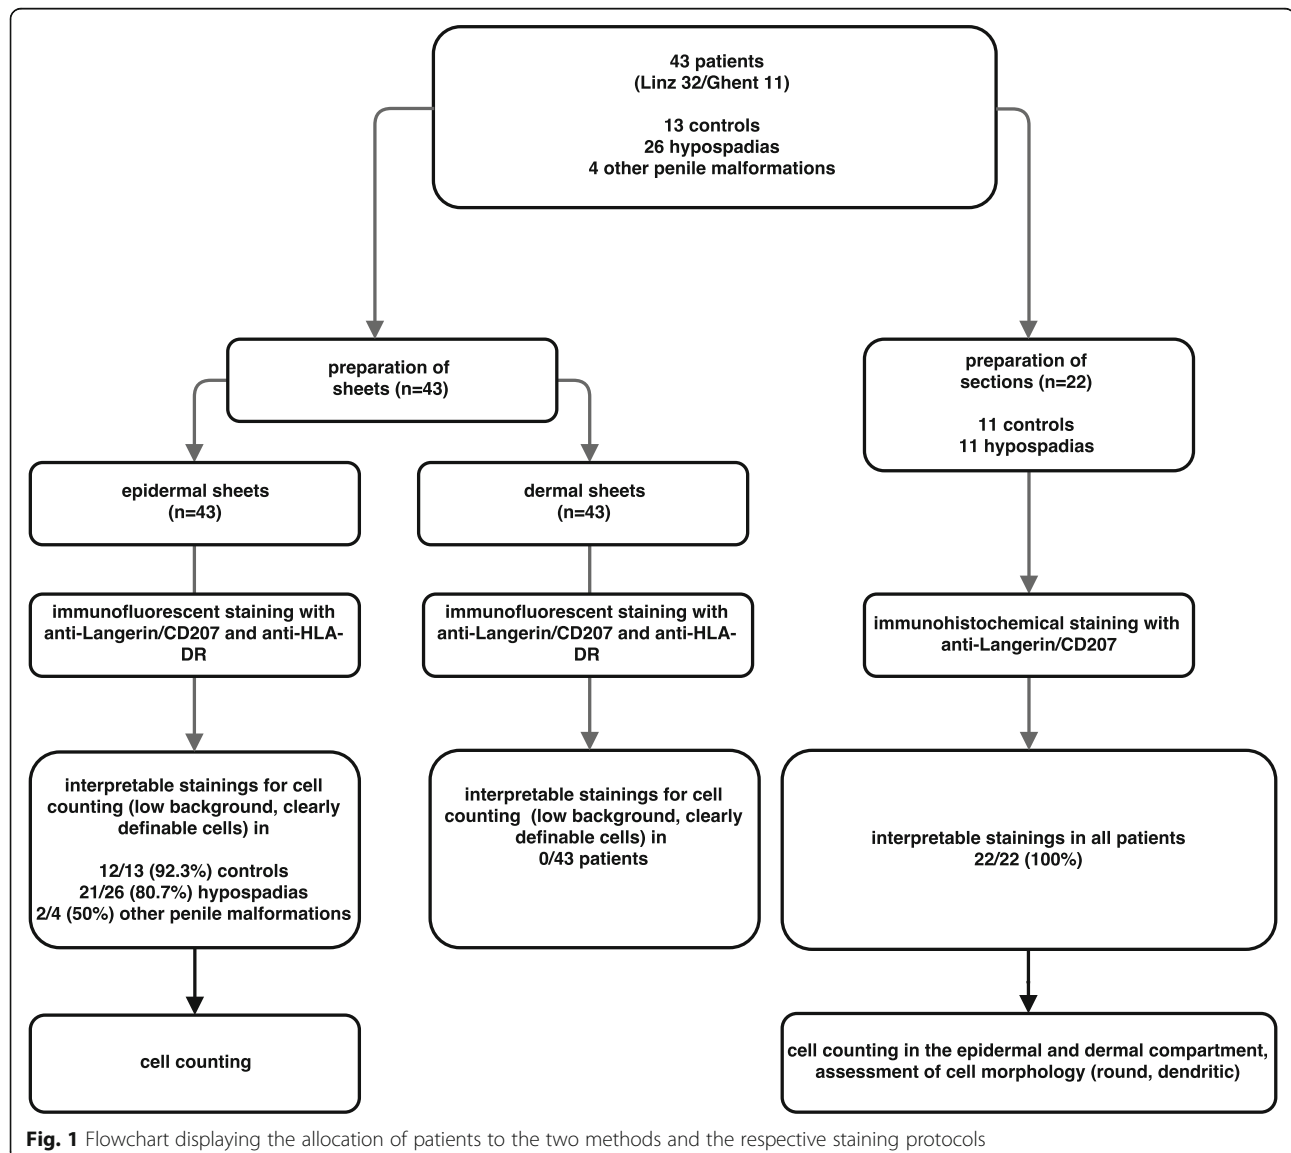 43 patients
(Linz 32/Ghent 11)
13 controls
26 hypospadias
4 other penile malformations
preparation of
sheets (n=43)
preparation of
sections (n=22)
11 controls
11 hypospadias
epidermal sheets
(n=43)
dermal sheets
(n=43)
immunofluorescent staining with
anti-Langerin/CD207 and anti-HLA-
DR
immunofluorescent staining with
anti-Langerin/CD207 and anti-HLA-
DR
immunohistochemical staining with
anti-Langerin/CD207
interpretable stainings for cell
counting (low background, clearly
definable cells) in
12/13 (92.3%) controls
21/26 (80.7%) hypospadias
2/4 (50%) other penile malformations
interpretable stainings for cell
counting (low background, clearly
definable cells) in
0/43 patients
interpretable stainings in all patients
22/22 (100%)
cell counting
cell counting in the epidermal and dermal compartment,
assessment of cell morphology (round, dendritic)
Fig. 1 Flowchart displaying the allocation of patients to the two methods and the respective staining protocols